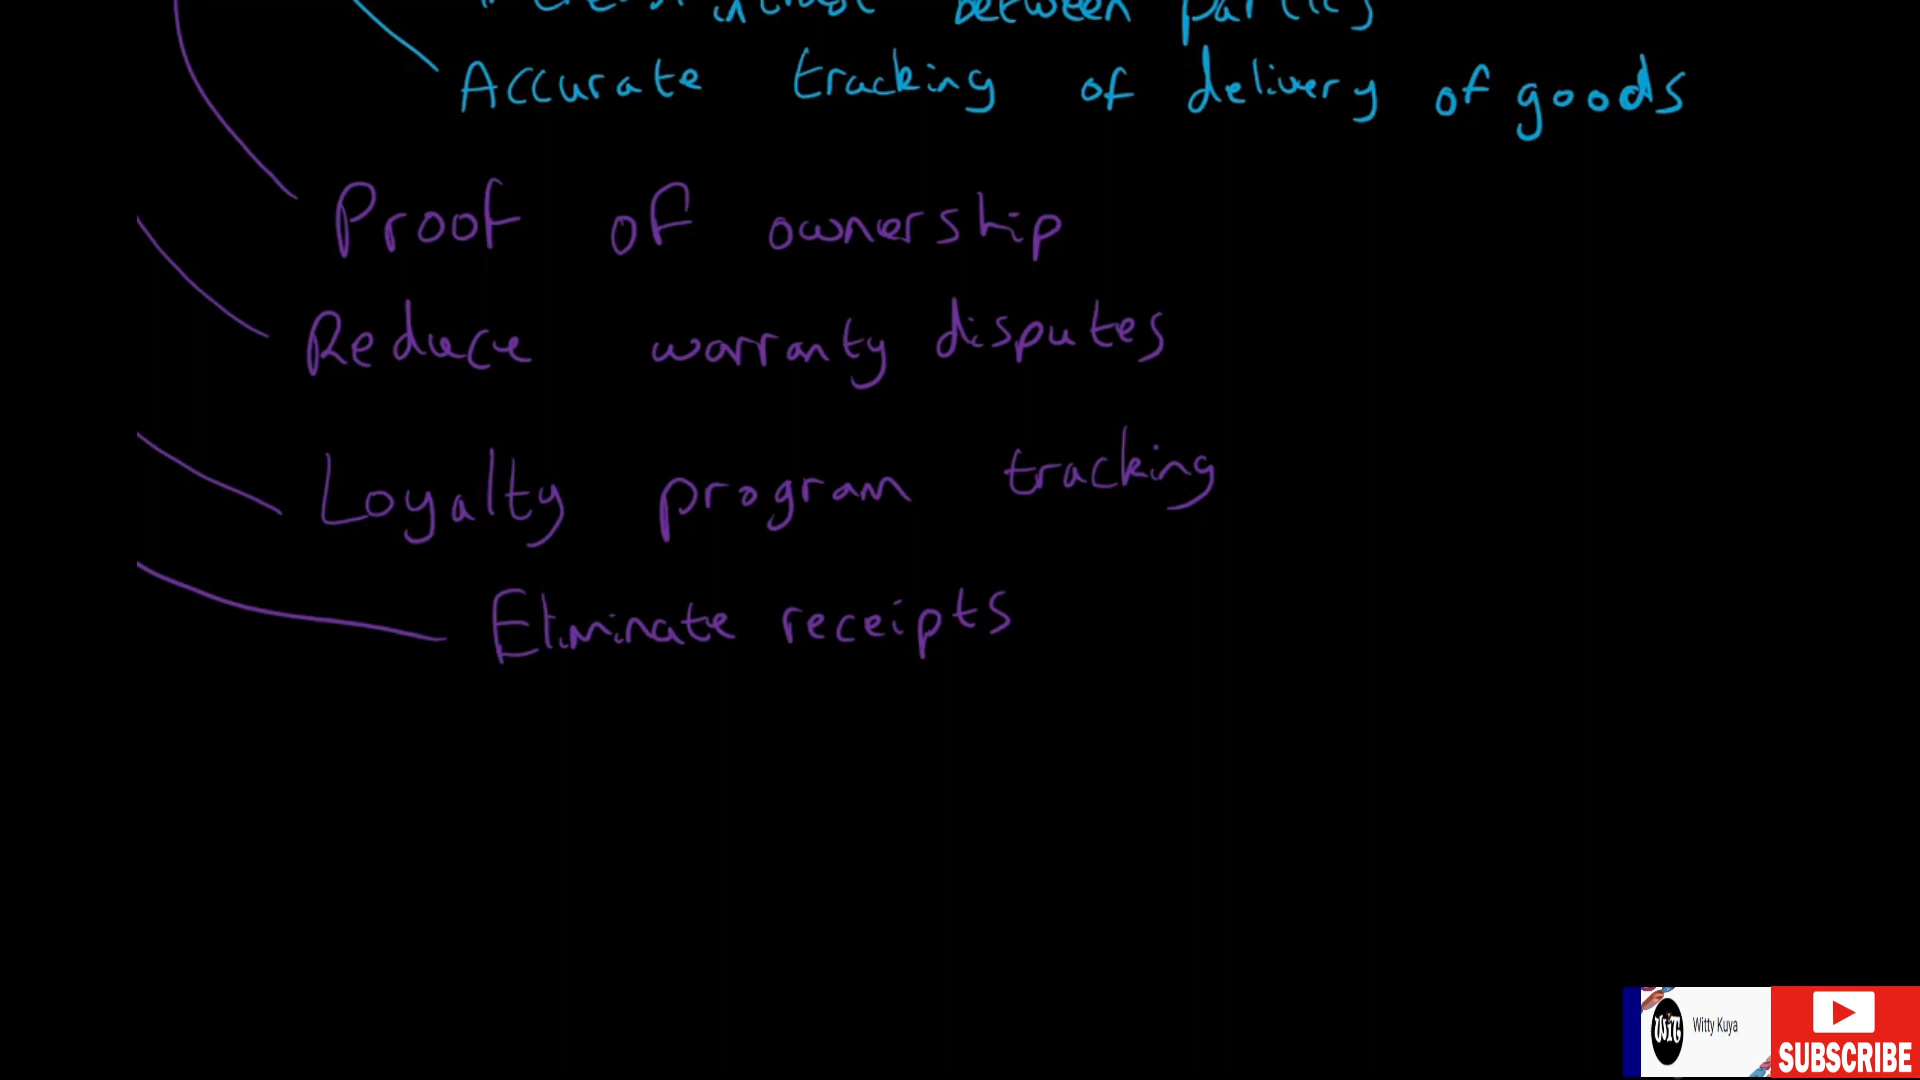 between parties
Accurate tracking of delivery of goods
Proof of ownership
Reduce warranty disputes
Loyalty program tracking
Eliminate receipts
Witty Kuya
SUBSCRIBE